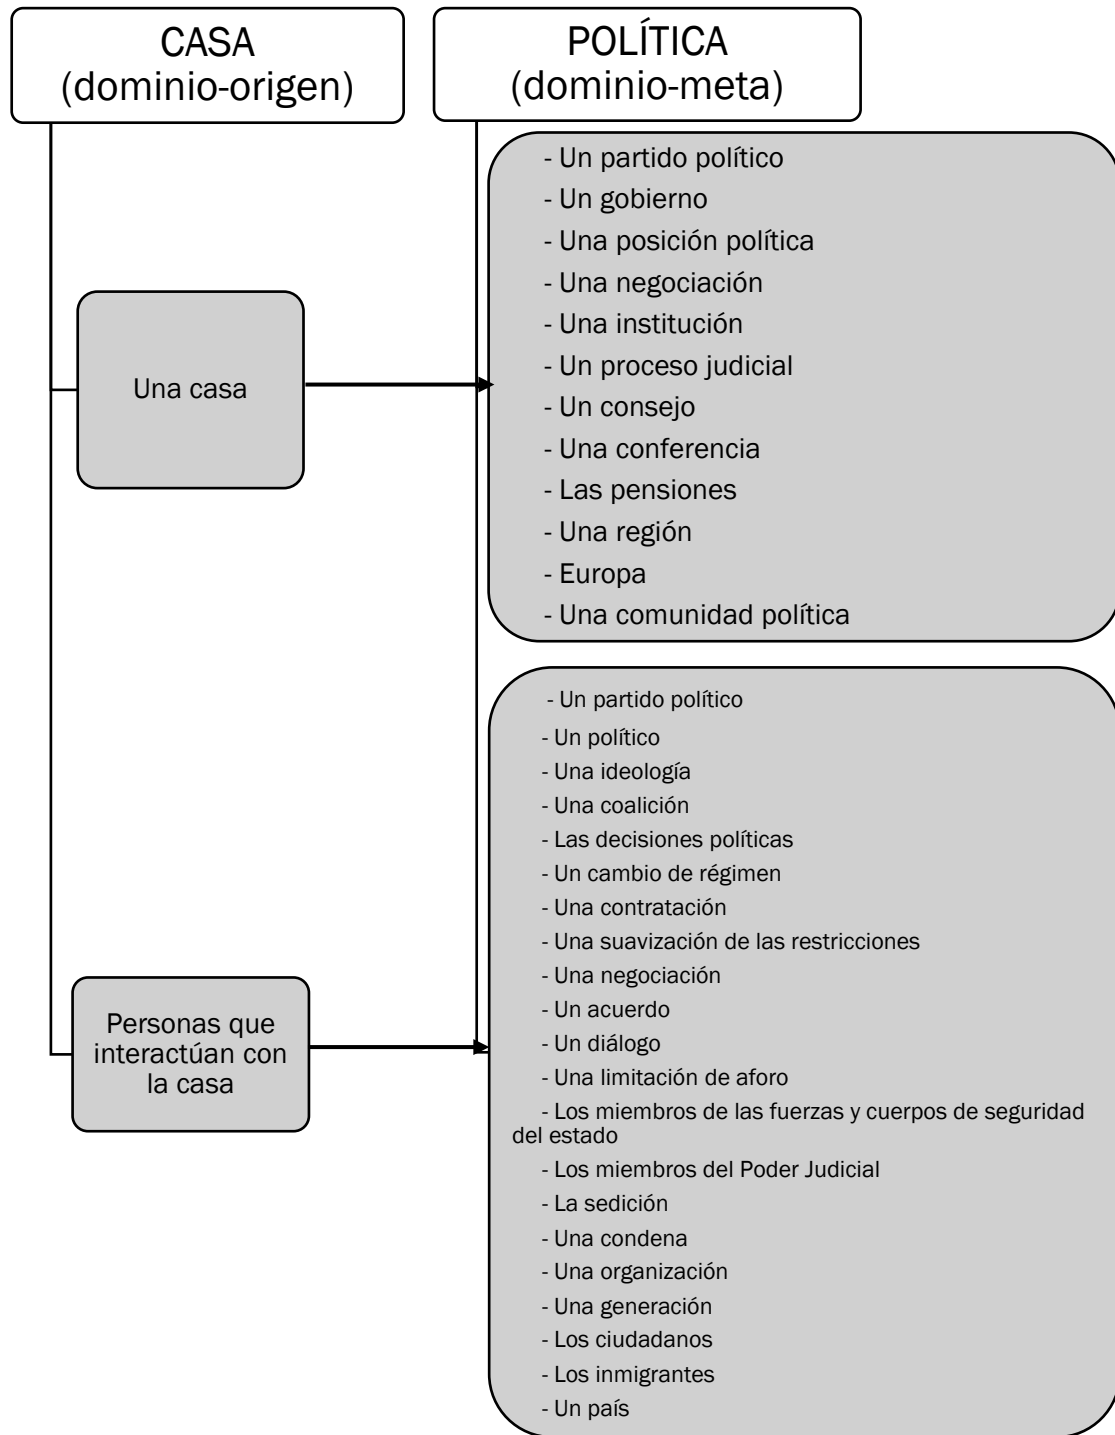 CASA
(dominio-origen)
POLÍTICA
(dominio-meta)
Una casa
- Un partido político
- Un gobierno
- Una posición política
- Una negociación
- Una institución
- Un proceso judicial
- Un consejo
- Una conferencia
- Las pensiones
- Una región
- Europa
- Una comunidad política
Personas que
interactúan con
la casa
- Un partido político
- Un político
- Una ideología
- Una coalición
- Las decisiones políticas
- Un cambio de régimen
- Una contratación
- Una suavización de las restricciones
- Una negociación
- Un acuerdo
- Un diálogo
- Una limitación de aforo
- Los miembros de las fuerzas y cuerpos de seguridad
del estado
- Los miembros del Poder Judicial
- La sedición
- Una condena
- Una organización
- Una generación
- Los ciudadanos
- Los inmigrantes
- Un país